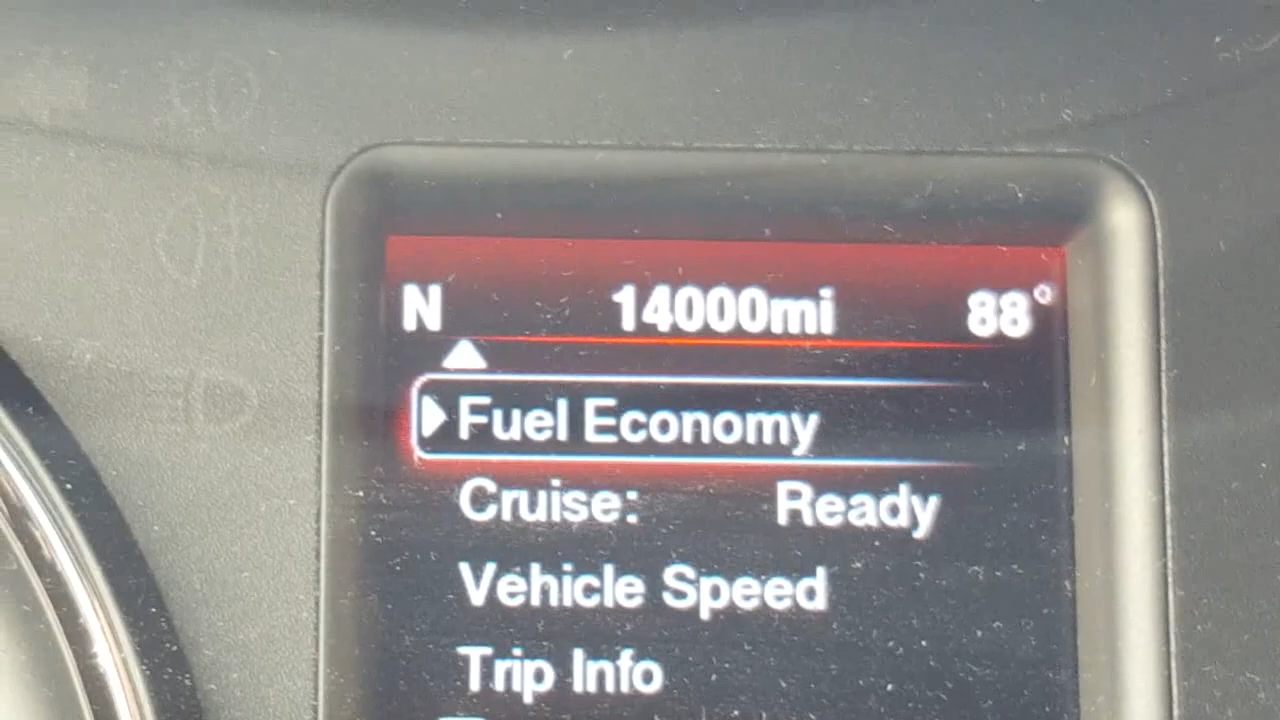 N 14000mi 88°
Fuel Economy
Cruise: Ready
Vehicle Speed
Trip Info